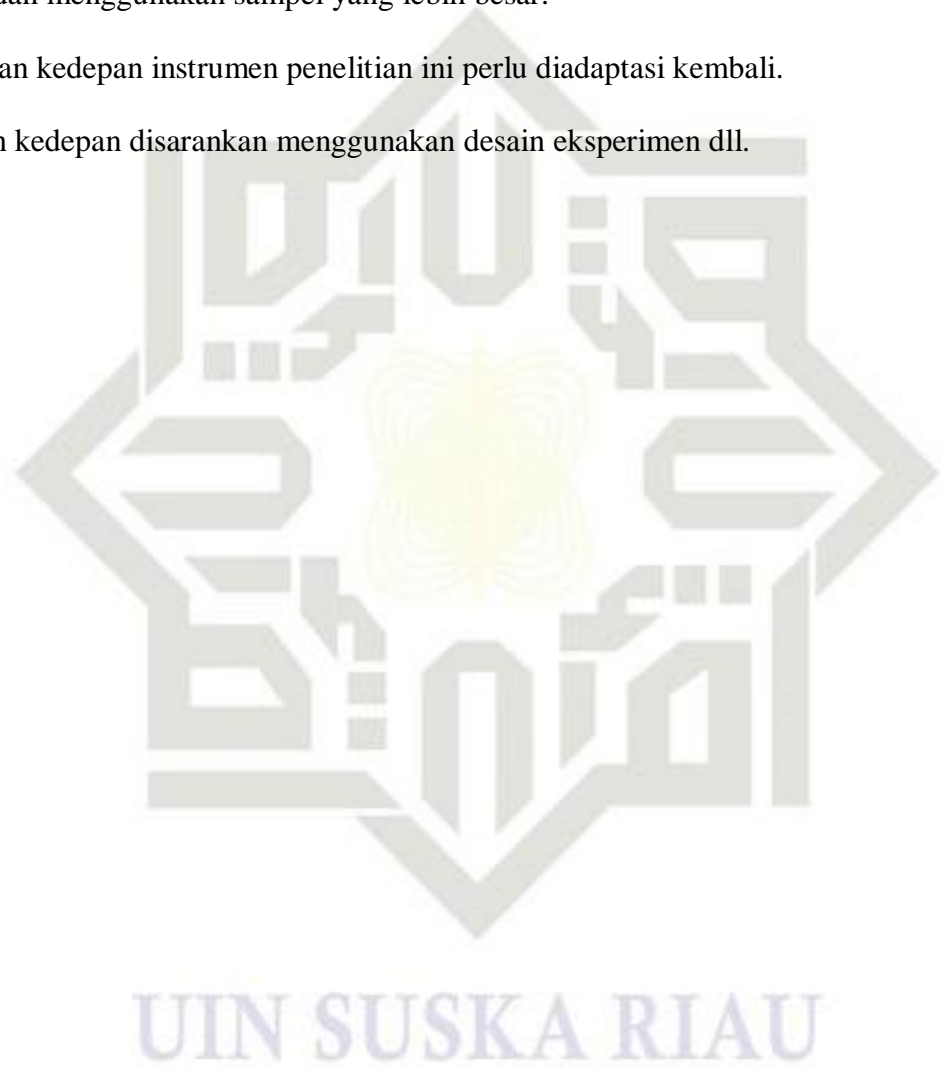 dan menggunakan sampel yang lebih besar.
an kedepan instrumen penelitian ini perlu diadaptasi kembali.
n kedepan disarankan menggunakan desain eksperimen dll.
UIN SUSKA RIAU